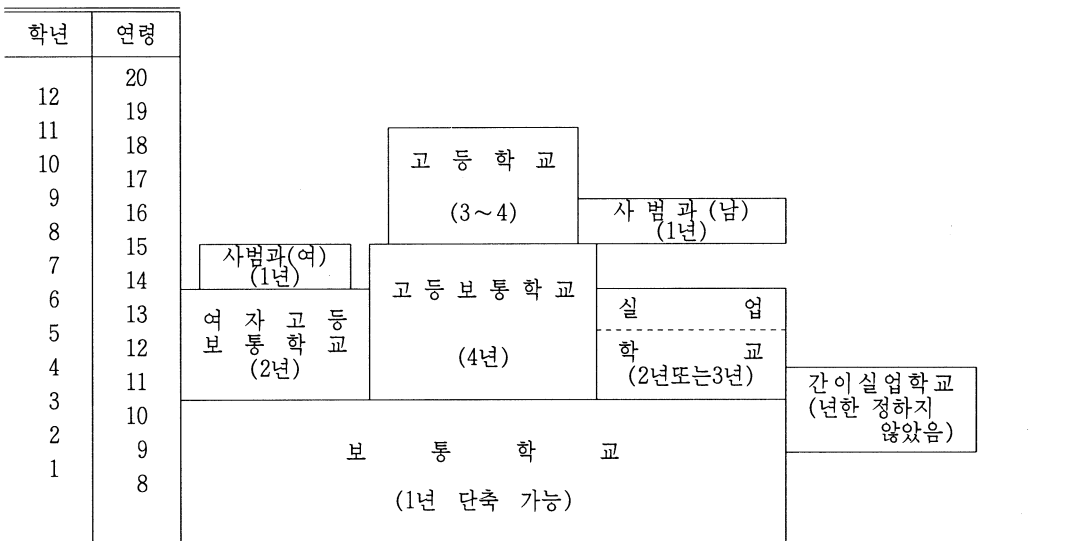 학년 연령
20
12
19
11
18
10
17
9
16
8
15
7
14
6
13
5
12
4
11
3
10
2
9
1
8
고 등 학 교
(3~4)
사 범 과 (남)
(1년)
사범과(여)
(1년)
고 등 보 통 학 교
(4년)
여 자 고 등
보 통 학 교
(2년)
실 업
학 교
(2년또는3년)
간이실업학교
(년한 정하지
않았음)
보 통 학 교
(1년 단축 가능)